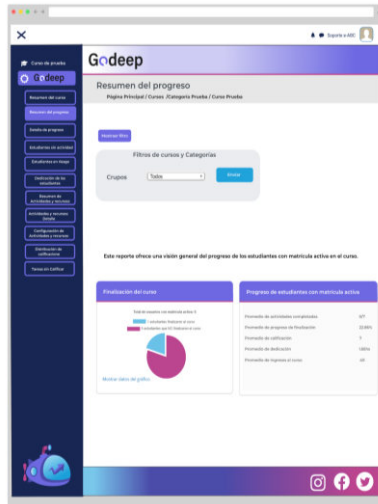 Soporte a ABC
Curso de prueba
Godeep
Godeep
Resumen del curso
Resumen del progreso
Detalle de progreso
Estudiantes sin actividad
Estudiantes en riesgo
Dedicación de los
estudiantes
Resumen de
Actividades y recursos
Actividades y recursos
Detalle
Configuración de
Actividades y recursos
Distribución de
calificaciones
Tareas sin Calificar
Resumen del progreso
Página Principal / Cursos /Categoría Prueba / Curso Prueba
Mostrar filtro
Filtros de cursos y Categorías
Grupos
Todos
Enviar
Este reporte ofrece una visión general del progreso de los estudiantes con matrícula activa en el curso.
Finalización del curso
Mostrar datos del gráfico
Progreso de estudiantes con matrícula activa
Promedio de actividades completadas
Promedio de progreso de finalización
Promedio de calificación
7
Promedio de dedicación
Promedio de ingresos al curso